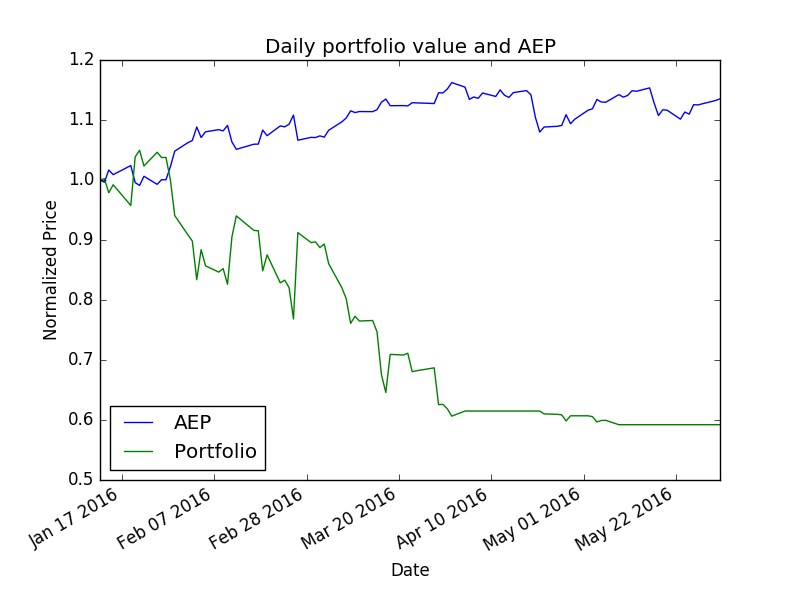 Daily portfolio value and AEP
1.2
1.1
1.0
0.9
0.8
0.7
0.6
0.5
Normalized Price
AEP
Portfolio
Jan 17 2016
Feb 07 2016
Feb 28 2016
Mar 20 2016
Apr 10 2016
May 01 2016
May 22 2016
Date